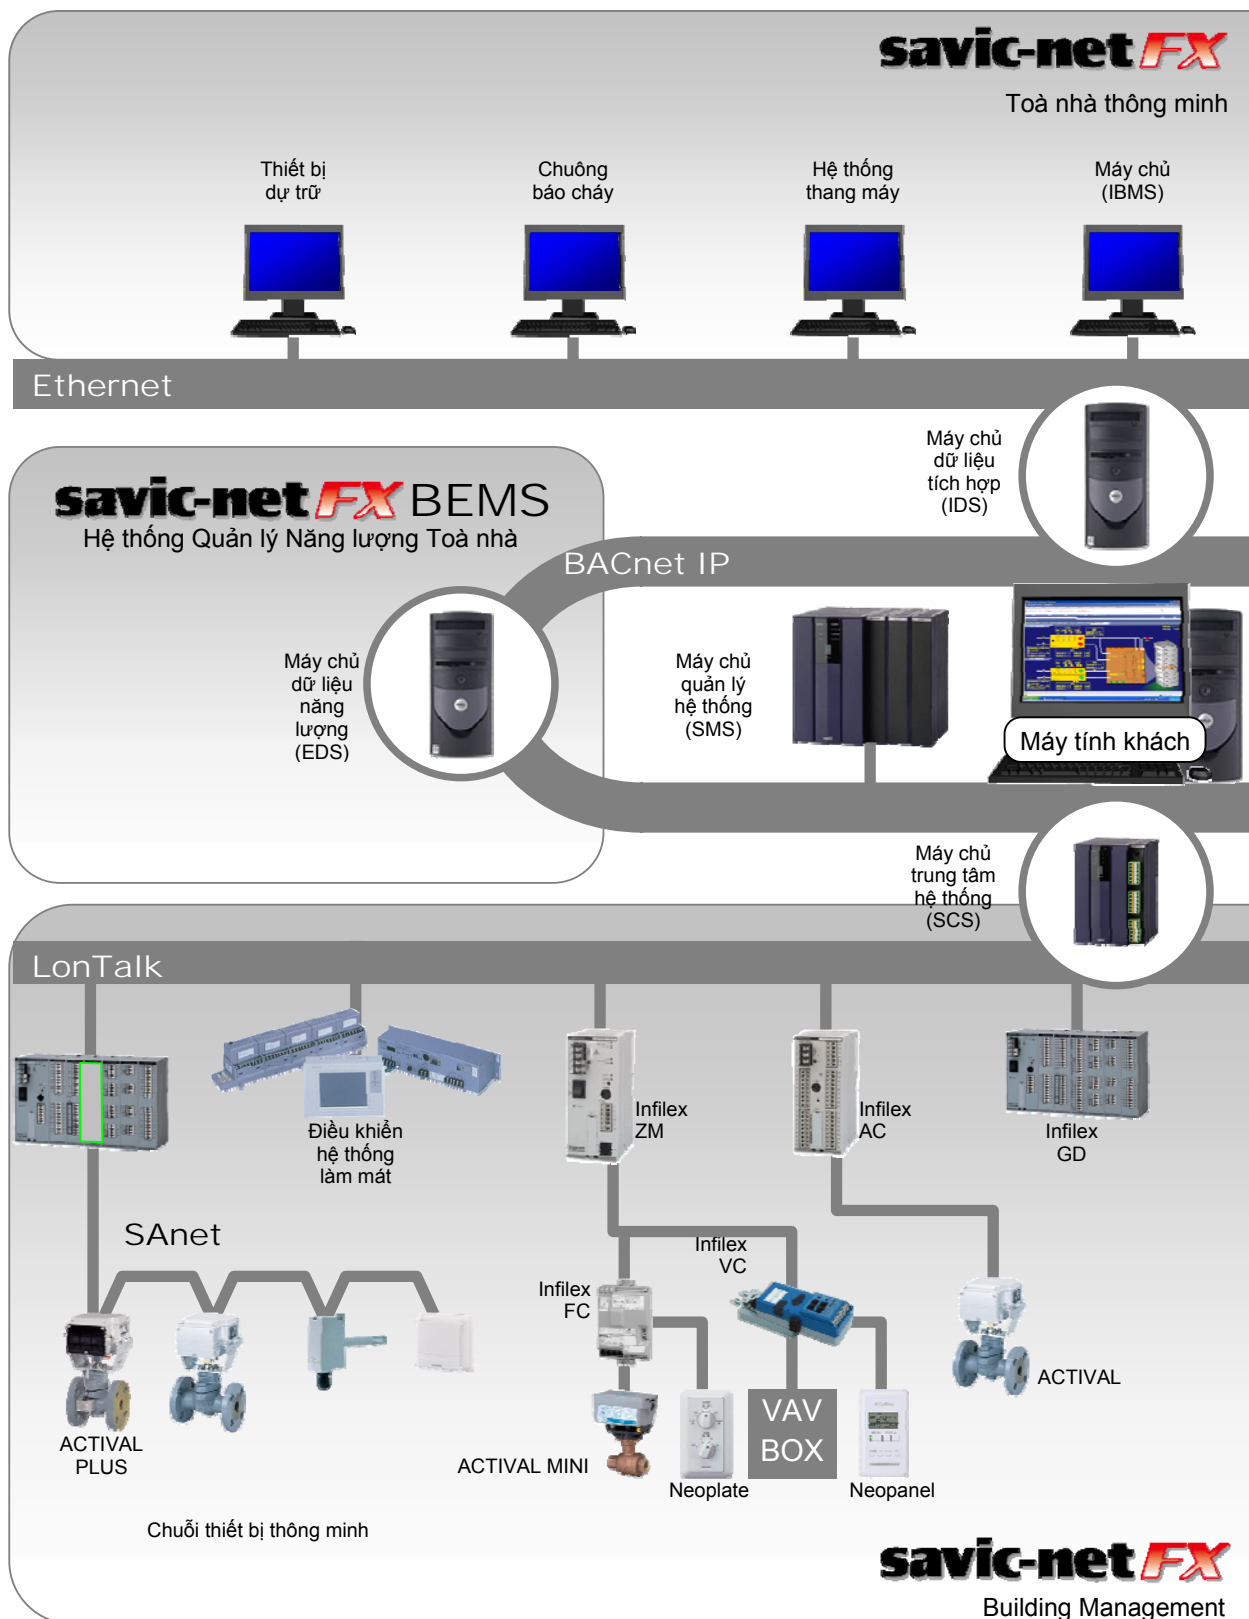 savic-net FX
Toà nhà thông minh
Thiết bị
dự trữ
Chuông
báo cháy
Hệ thống
thang máy
Máy chủ
(IBMS)
Ethernet
Máy chủ
dữ liệu
tích hợp
(IDS)
savic-net FX BEMS
Hệ thống Quản lý Năng lượng Toà nhà
BACnet IP
Máy chủ
dữ liệu
năng
lượng
(EDS)
Máy chủ
quản lý
hệ thống
(SMS)
Máy tính khách
Máy chủ
trung tâm
hệ thống
(SCS)
LonTalk
Điều khiển
hệ thống
làm mát
Infilex
ZM
Infilex
AC
Infilex
GD
SAnet
Infilex
VC
Infilex
FC
ACTIVAL
PLUS
ACTIVAL MINI
Neoplate
VAV
BOX
Neopanel
ACTIVAL
Chuỗi thiết bị thông minh
savic-net FX
Building Management